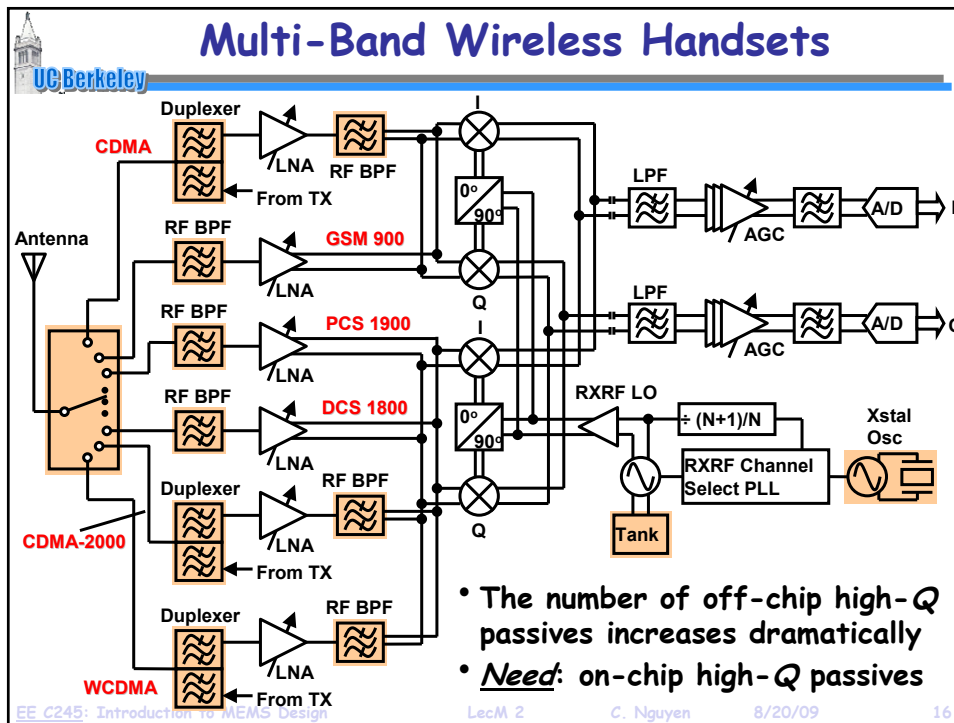 Multi-Band Wireless Handsets
UC Berkeley
Duplexer
CDMA
LNA
RF BPF
From TX
I
0o
90o
Q
LPF
AGC
A/D
I
Antenna
RF BPF
GSM 900
LNA
LPF
AGC
A/D
Q
RF BPF
PCS 1900
LNA
I
0o
90o
Q
RF BPF
DCS 1800
LNA
RXRF LO
÷ (N+1)/N
Xstal
Osc
RXRF Channel
Select PLL
Tank
Duplexer
CDMA-2000
LNA
RF BPF
From TX
Duplexer
WCDMA
LNA
RF BPF
From TX
• The number of off-chip high-Q
passives increases dramatically
• Need: on-chip high-Q passives
EE C245: Introduction to MEMS Design LecM 2 C. Nguyen 8/20/09 16